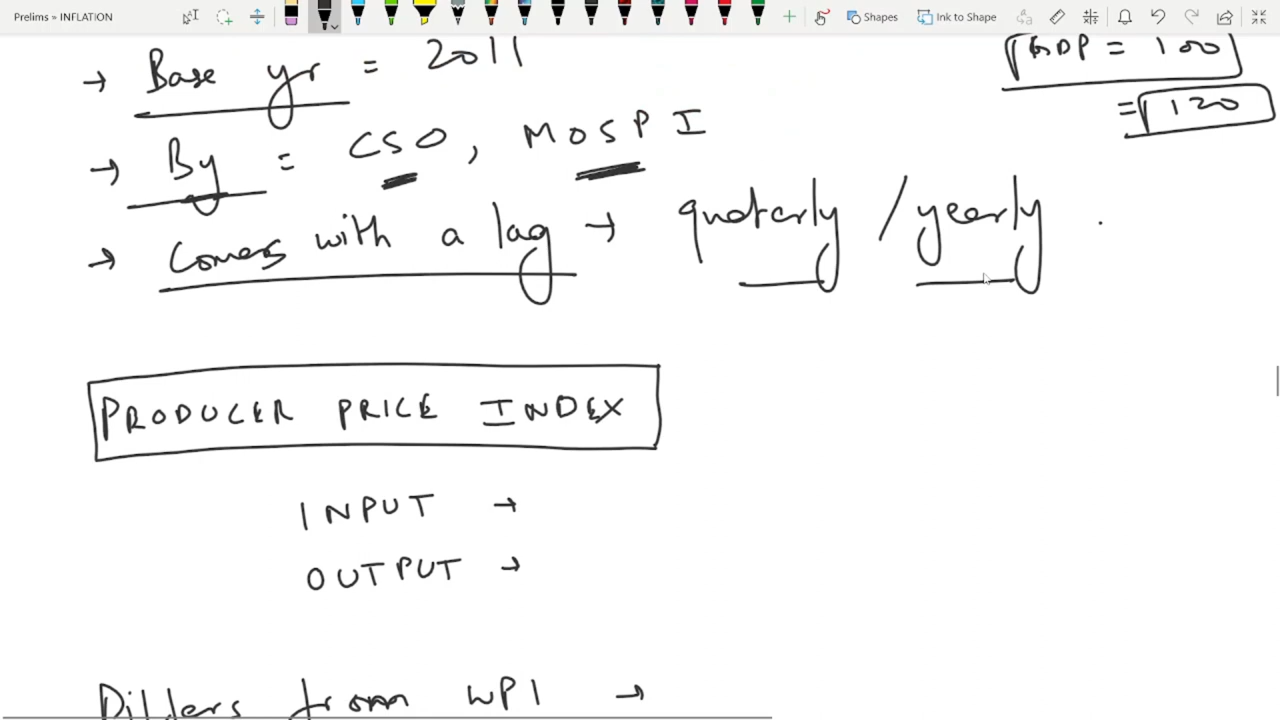 Prelims » INFLATION
Shapes
Ink to Shape
→ Base yr = 2011
GDP = 100
= 120
→ By = CSO, MOSPI
→ Comes with a lag → quaterly / yearly.
PRODUCER PRICE INDEX
INPUT →
OUTPUT →
Differs from WPI →